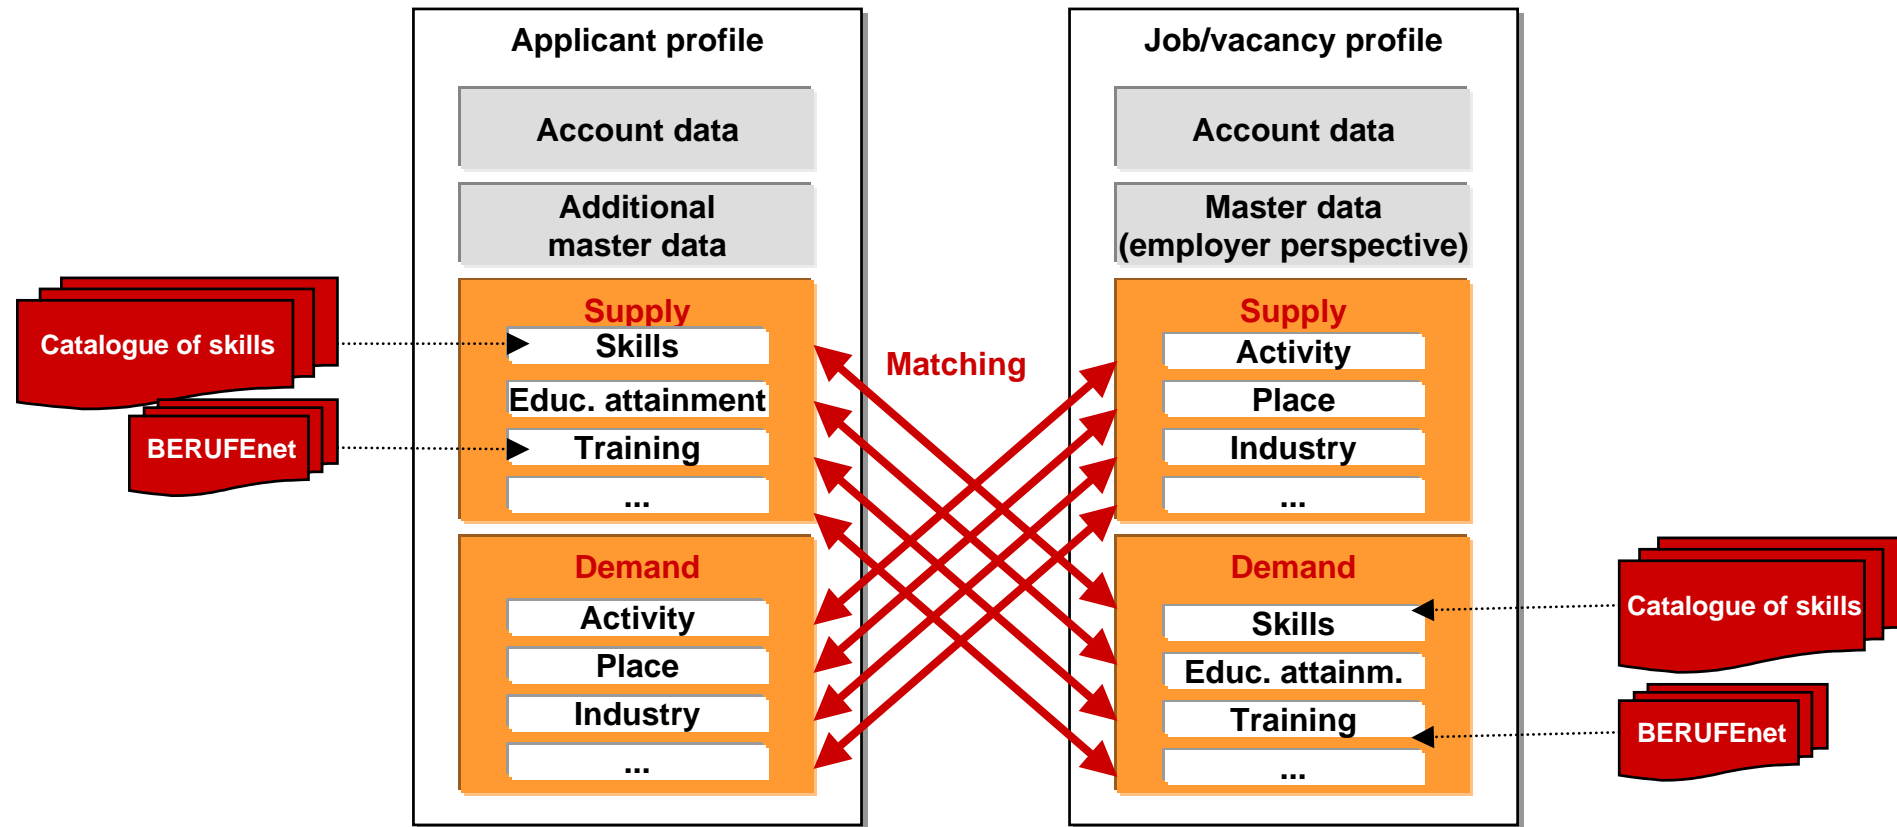 Applicant profile
Account data
Additional
master data
Supply
Skills
Educ. attainment
Training
...
Demand
Activity
Place
Industry
...
Catalogue of skills
BERUFEnet
Matching
Job/vacancy profile
Account data
Master data
(employer perspective)
Supply
Activity
Place
Industry
...
Demand
Skills
Educ. attainm.
Training
...
Catalogue of skills
BERUFEnet